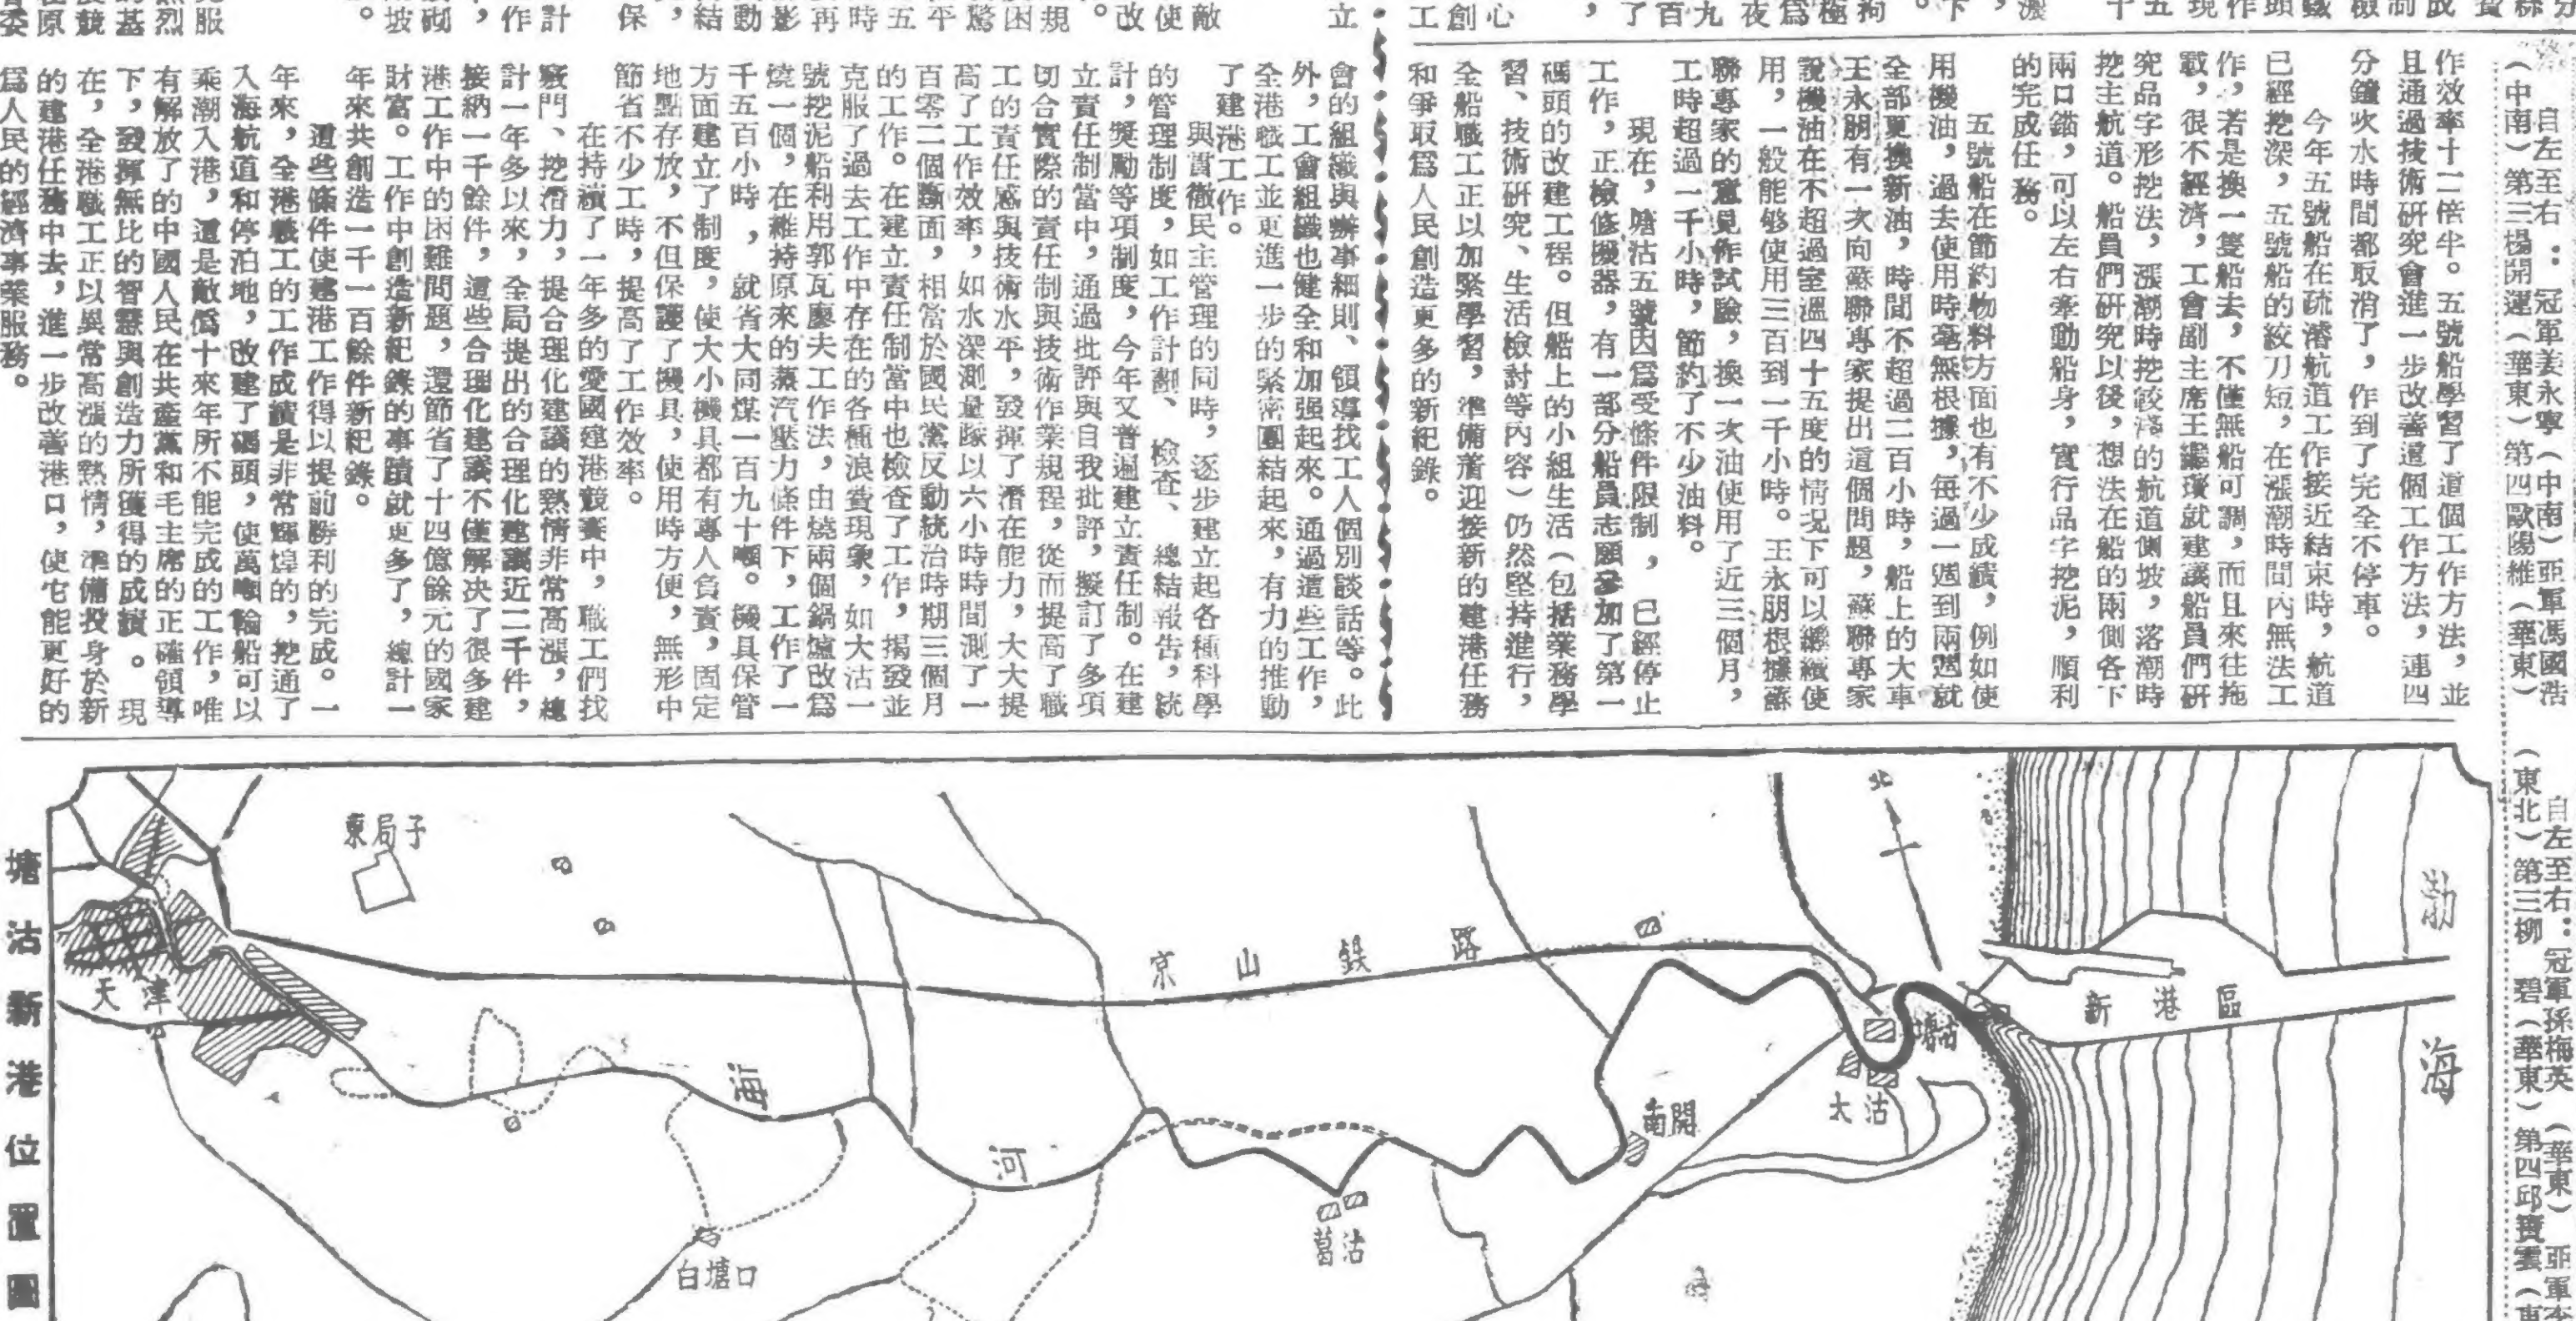 自左至右：冠軍姜永寧（中南）亞軍馮國浩
（中南）第三楊開運（華東）第四歐陽維（華東）
自左至右：冠軍孫梅英（華東）亞軍李
（東北）第三柳　碧（華東）第四邱寶雲（東
作效率十二倍半。五號船學習了這個工作方法，並
且通過技術研究會進一步改善這個工作方法，連四
分鐘吹水時間都取消了，作到了完全不停車。
今年五號船在疏濬航道工作接近結束時，航道
已經挖深，五號船的絞刀短，在漲潮時間內無法工
作，若是換一隻船去，不僅無船可調，而且來往拖
戰，很不經濟，工會副主席王繼璸就建議船員們研
究品字形挖法，漲潮時挖較淺的航道側坡，落潮時
挖主航道。船員們研究以後，想法在船的兩側各下
兩口錨，可以左右牽動船身，實行品字挖泥，順利
的完成任務。
五號船在節約物料方面也有不少成績，例如使
用機油，過去使用時毫無根據，每過一週到兩週就
全部更換新油，時間不超過二百小時，船上的大車
王永朋有一次向蘇聯專家提出這個問題，蘇聯專家
說機油在不超過室溫四十五度的情況下可以繼續使
用，一般能够使用三百到一千小時。王永朋根據蘇
聯專家的意見作試驗，換一次油使用了近三個月，
工時超過一千小時，節約了不少油料。
現在，塘沽五號因爲受條件限制，已經停止
工作，正檢修機器，有一部分船員志願參加了第一
碼頭的改建工程。但船上的小組生活（包括業務學
習、技術研究、生活檢討等內容）仍然堅持進行，
全船職工正以加緊學習，準備着迎接新的建港任務
和爭取爲人民創造更多的新紀錄。
會的組織與辦事細則、領導找工人個別談話等。此
外，工會組織也健全和加强起來。通過這些工作，
全港職工並更進一步的緊密團結起來，有力的推動
了建港工作。
與貫徹民主管理的同時，逐步建立起各種科學
的管理制度，如工作計劃、檢查、總結報告，統
計，獎勵等項制度，今年又普遍建立責任制。在建
立責任制當中，通過批評與自我批評，擬訂了多項
切合實際的責任制與技術作業規程，從而提高了職
工的責任感與技術水平，發揮了潛在能力，大大提
高了工作效率，如水深測量隊以六小時時間測了一
百零二個斷面，相當於國民黨反動統治時期三個月
的工作。在建立責任制當中也檢查了工作，揭發並
克服了過去工作中存在的各種浪費現象，如大沽一
號挖泥船利用郭瓦廖夫工作法，由燒兩個鍋爐改爲
燒一個，在維持原來的蒸汽壓力條件下，工作了一
千五百小時，就省大同煤一百九十噸。機具保管
方面建立了制度，使大小機具都有專人負責，固定
地點存放，不但保護了機具，使用時方便，無形中
節省不少工時，提高了工作效率。
在持續了一年多的愛國建港競賽中，職工們找
竅門、挖潛力，提合理化建議的熱情非常高漲，總
計一年多以來，全局提出的合理化建議近二千件，
接納一千餘件，這些合理化建議不僅解决了很多建
港工作中的困難問題，還節省了十四億餘元的國家
財富。工作中創造新紀錄的事蹟就更多了，總計一
年來共創造一千一百餘件新紀錄。
這些條件使建港工作得以提前勝利的完成。一
年來，全港職工的工作成績是非常輝煌的，挖通了
入海航道和停泊地，改建了碼頭，使萬噸輪船可以
乘潮入港，這是敵僞十來年所不能完成的工作，唯
有解放了的中國人民在共產黨和毛主席的正確領導
下，發揮無比的智慧與創造力所獲得的成績。現
在，全港職工正以異常高漲的熱情，準備投身於新
的建港任務中去，進一步改善港口，使它能更好的
爲人民的經濟事業服務。
塘沽新港位置圖
東局子
天津
京山鉄路
海河
白塘口
葛沽
南開
大沽
塘沽
新港區
渤海
北